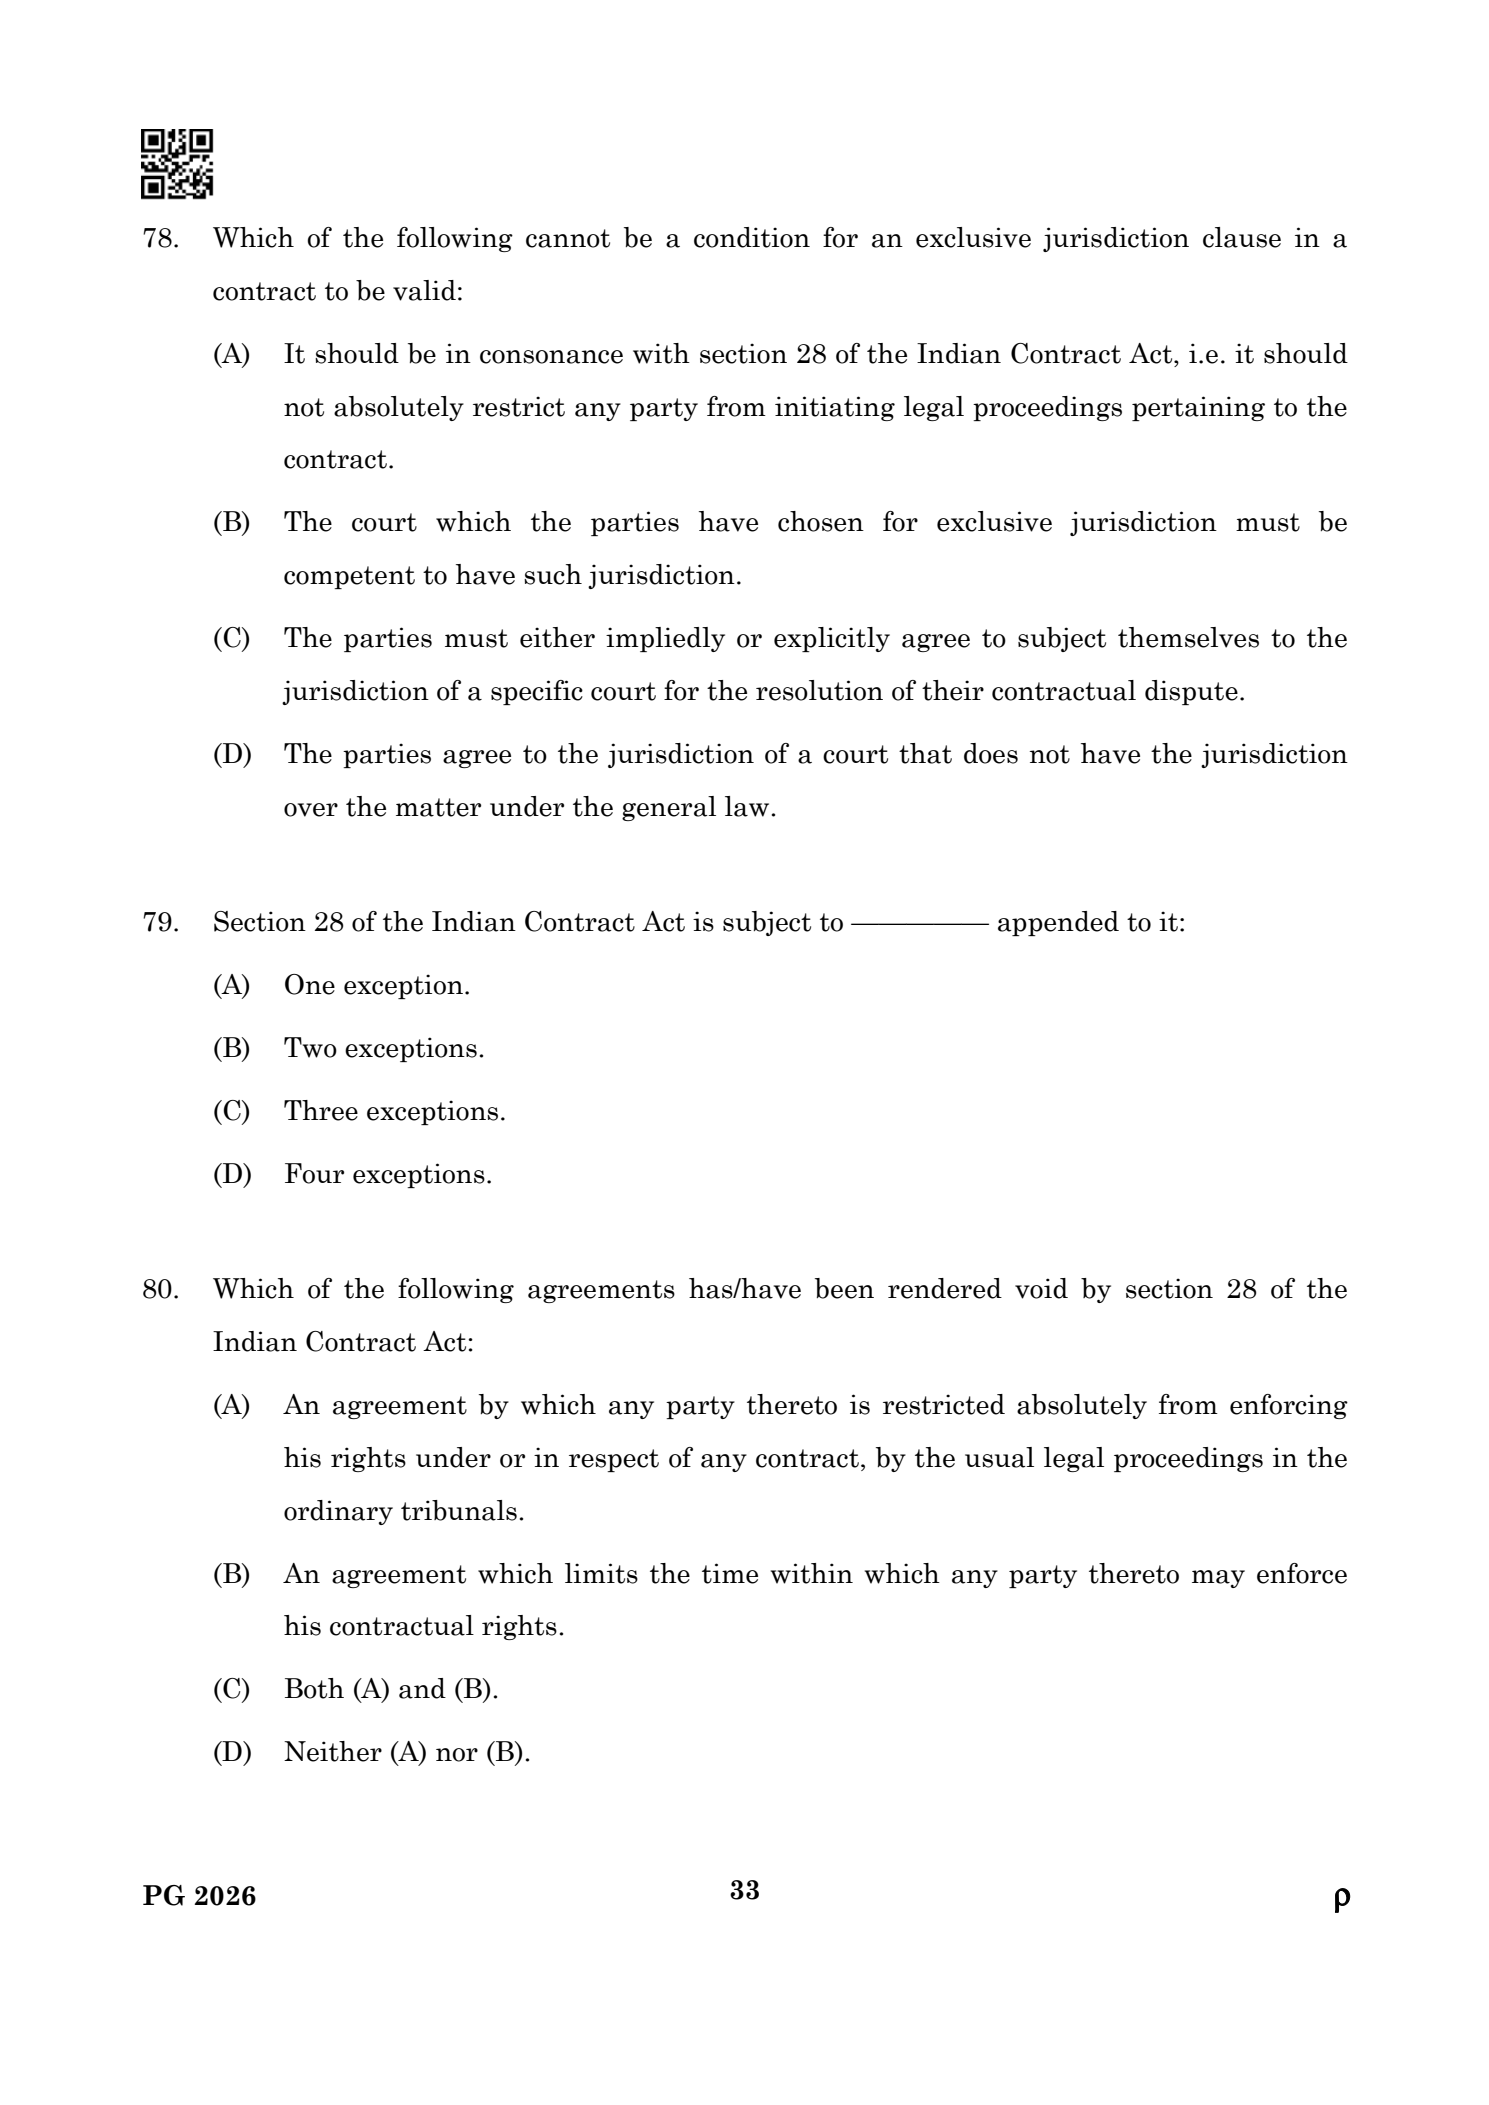 78. Which of the following cannot be a condition for an exclusive jurisdiction clause in a
contract to be valid:
(A) It should be in consonance with section 28 of the Indian Contract Act, i.e. it should
not absolutely restrict any party from initiating legal proceedings pertaining to the
contract.
(B) The court which the parties have chosen for exclusive jurisdiction must be
competent to have such jurisdiction.
(C) The parties must either impliedly or explicitly agree to subject themselves to the
jurisdiction of a specific court for the resolution of their contractual dispute.
(D) The parties agree to the jurisdiction of a court that does not have the jurisdiction
over the matter under the general law.
79. Section 28 of the Indian Contract Act is subject to ————— appended to it:
(A) One exception.
(B) Two exceptions.
(C) Three exceptions.
(D) Four exceptions.
80. Which of the following agreements has/have been rendered void by section 28 of the
Indian Contract Act:
(A) An agreement by which any party thereto is restricted absolutely from enforcing
his rights under or in respect of any contract, by the usual legal proceedings in the
ordinary tribunals.
(B) An agreement which limits the time within which any party thereto may enforce
his contractual rights.
(C) Both (A) and (B).
(D) Neither (A) nor (B).
PG 2026 33 ρ